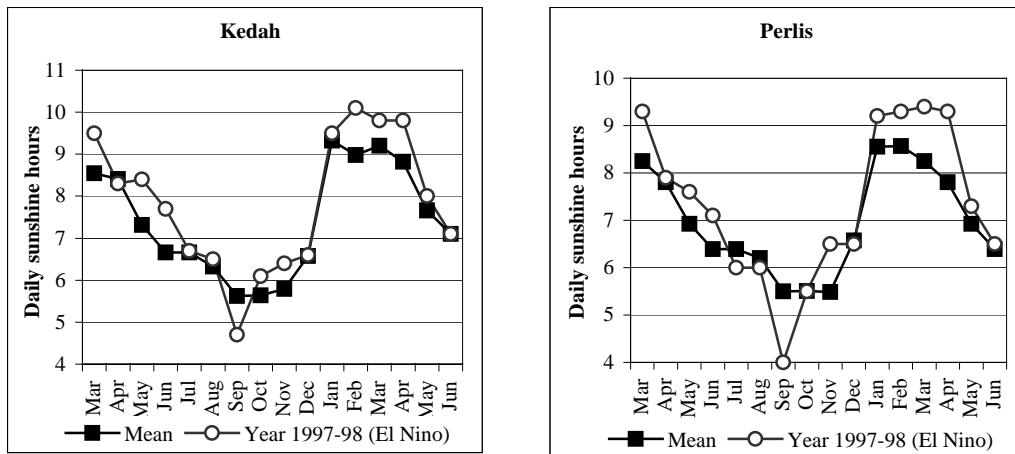 Kedah
Daily sunshine hours
11
10
9
8
7
6
5
4
Mar
Apr
May
Jun
Jul
Aug
Sep
Oct
Nov
Dec
Jan
Feb
Mar
Apr
May
Jun
Mean
Year 1997-98 (El Nino)
Perlis
Daily sunshine hours
10
9
8
7
6
5
4
Mar
Apr
May
Jun
Jul
Aug
Sep
Oct
Nov
Dec
Jan
Feb
Mar
Apr
May
Jun
Mean
Year 1997-98 (El Nino)